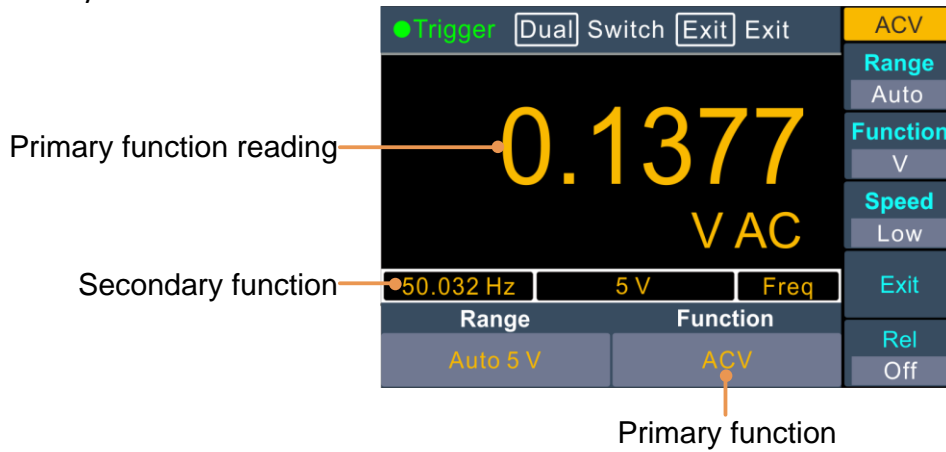 Trigger Dual Switch Exit Exit
ACV
Range
Auto
Function
V
Speed
Low
Exit
Rel
Off
Primary function reading
0.1377
V AC
Secondary function
50.032 Hz 5 V Freq
Range Function
Auto 5 V ACV
Primary function